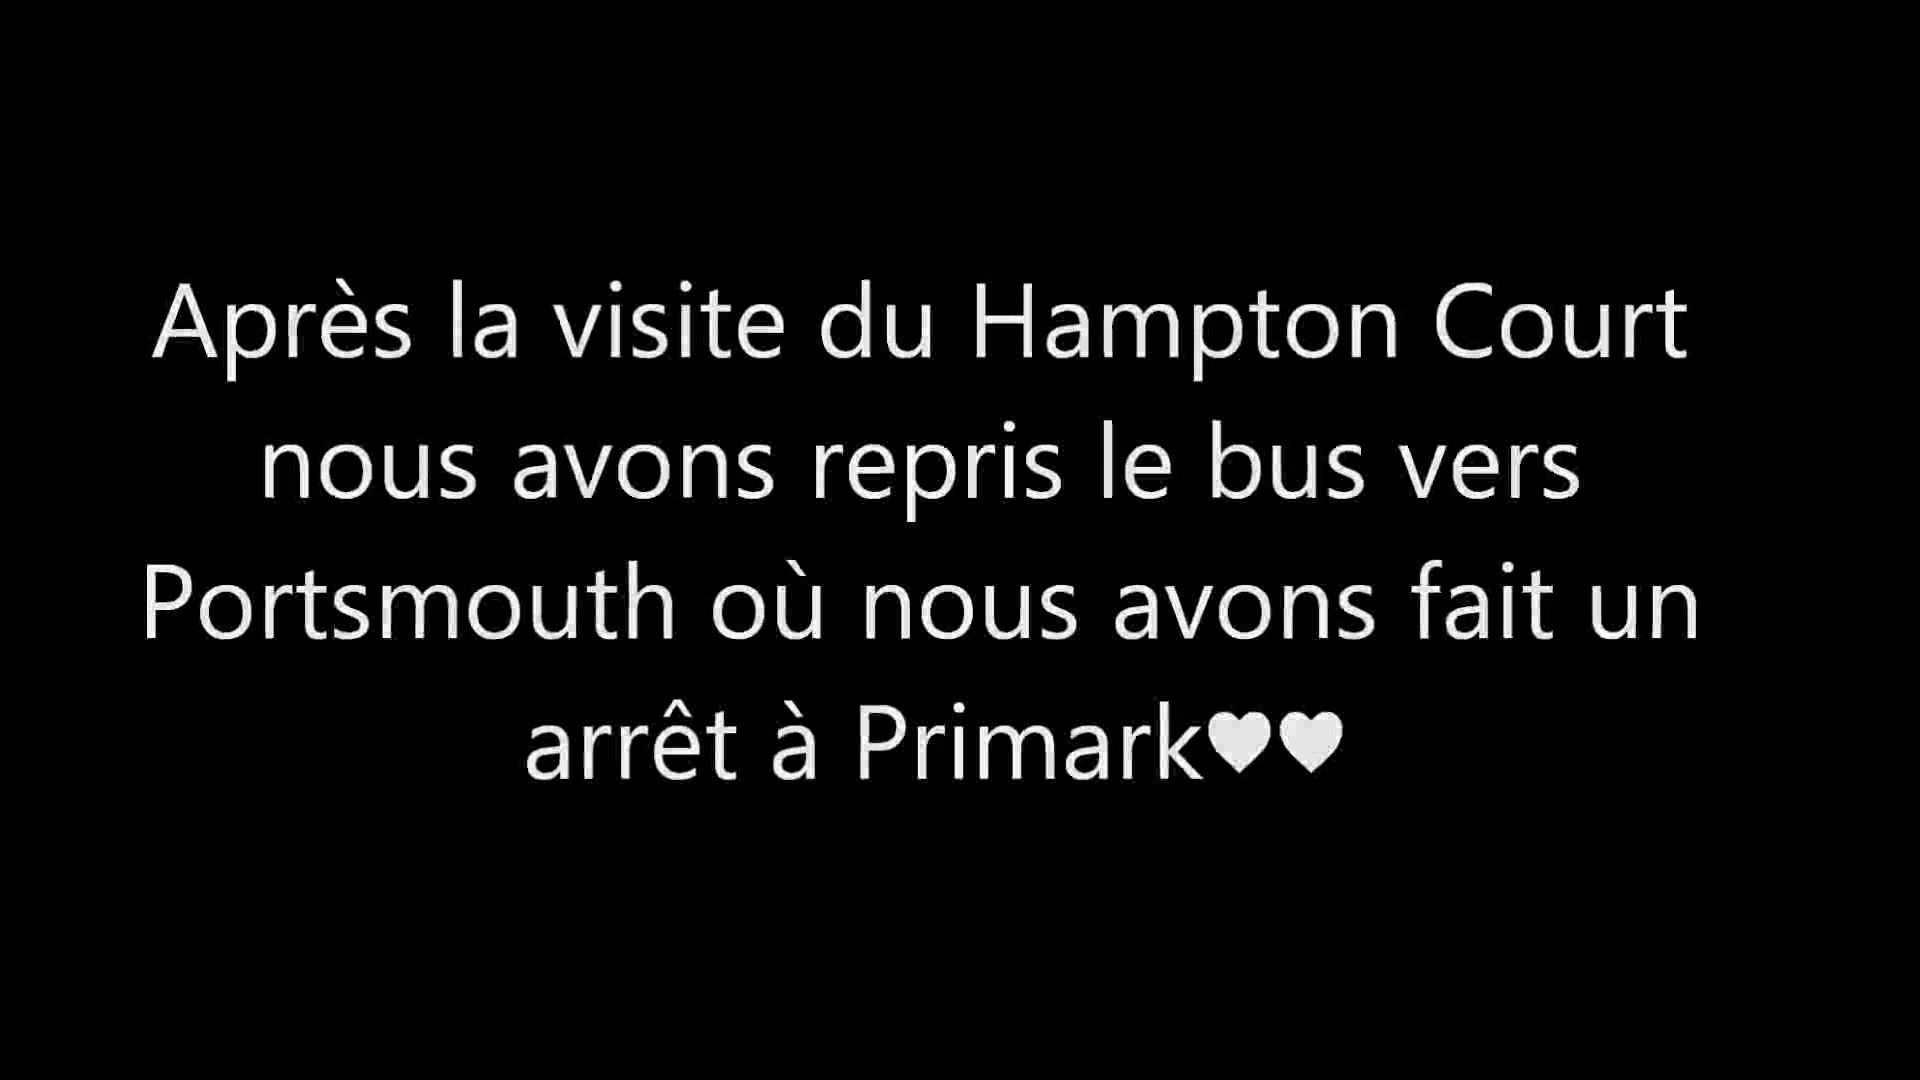 Après la visite du Hampton Court
nous avons repris le bus vers
Portsmouth où nous avons fait un
arrêt à Primark♥♥